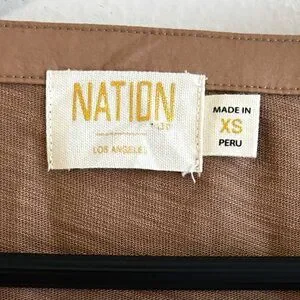 NATION
LTD
LOS ANGELES
MADE IN
XS
PERU